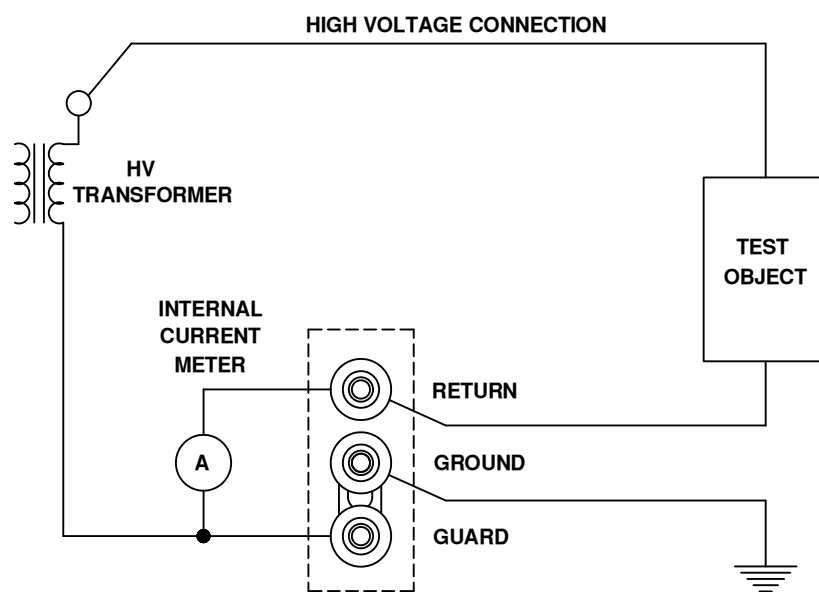 HIGH VOLTAGE CONNECTION
HV
TRANSFORMER
TEST
OBJECT
INTERNAL
CURRENT
METER
RETURN
A
GROUND
GUARD